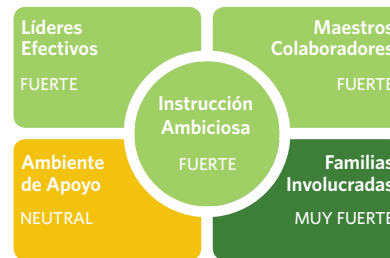 Líderes
Efectivos
FUERTE
Maestros
Colaboradores
FUERTE
Instrucción
Ambiciosa
FUERTE
Ambiente
de Apoyo
NEUTRAL
Familias
Involucradas
MUY FUERTE